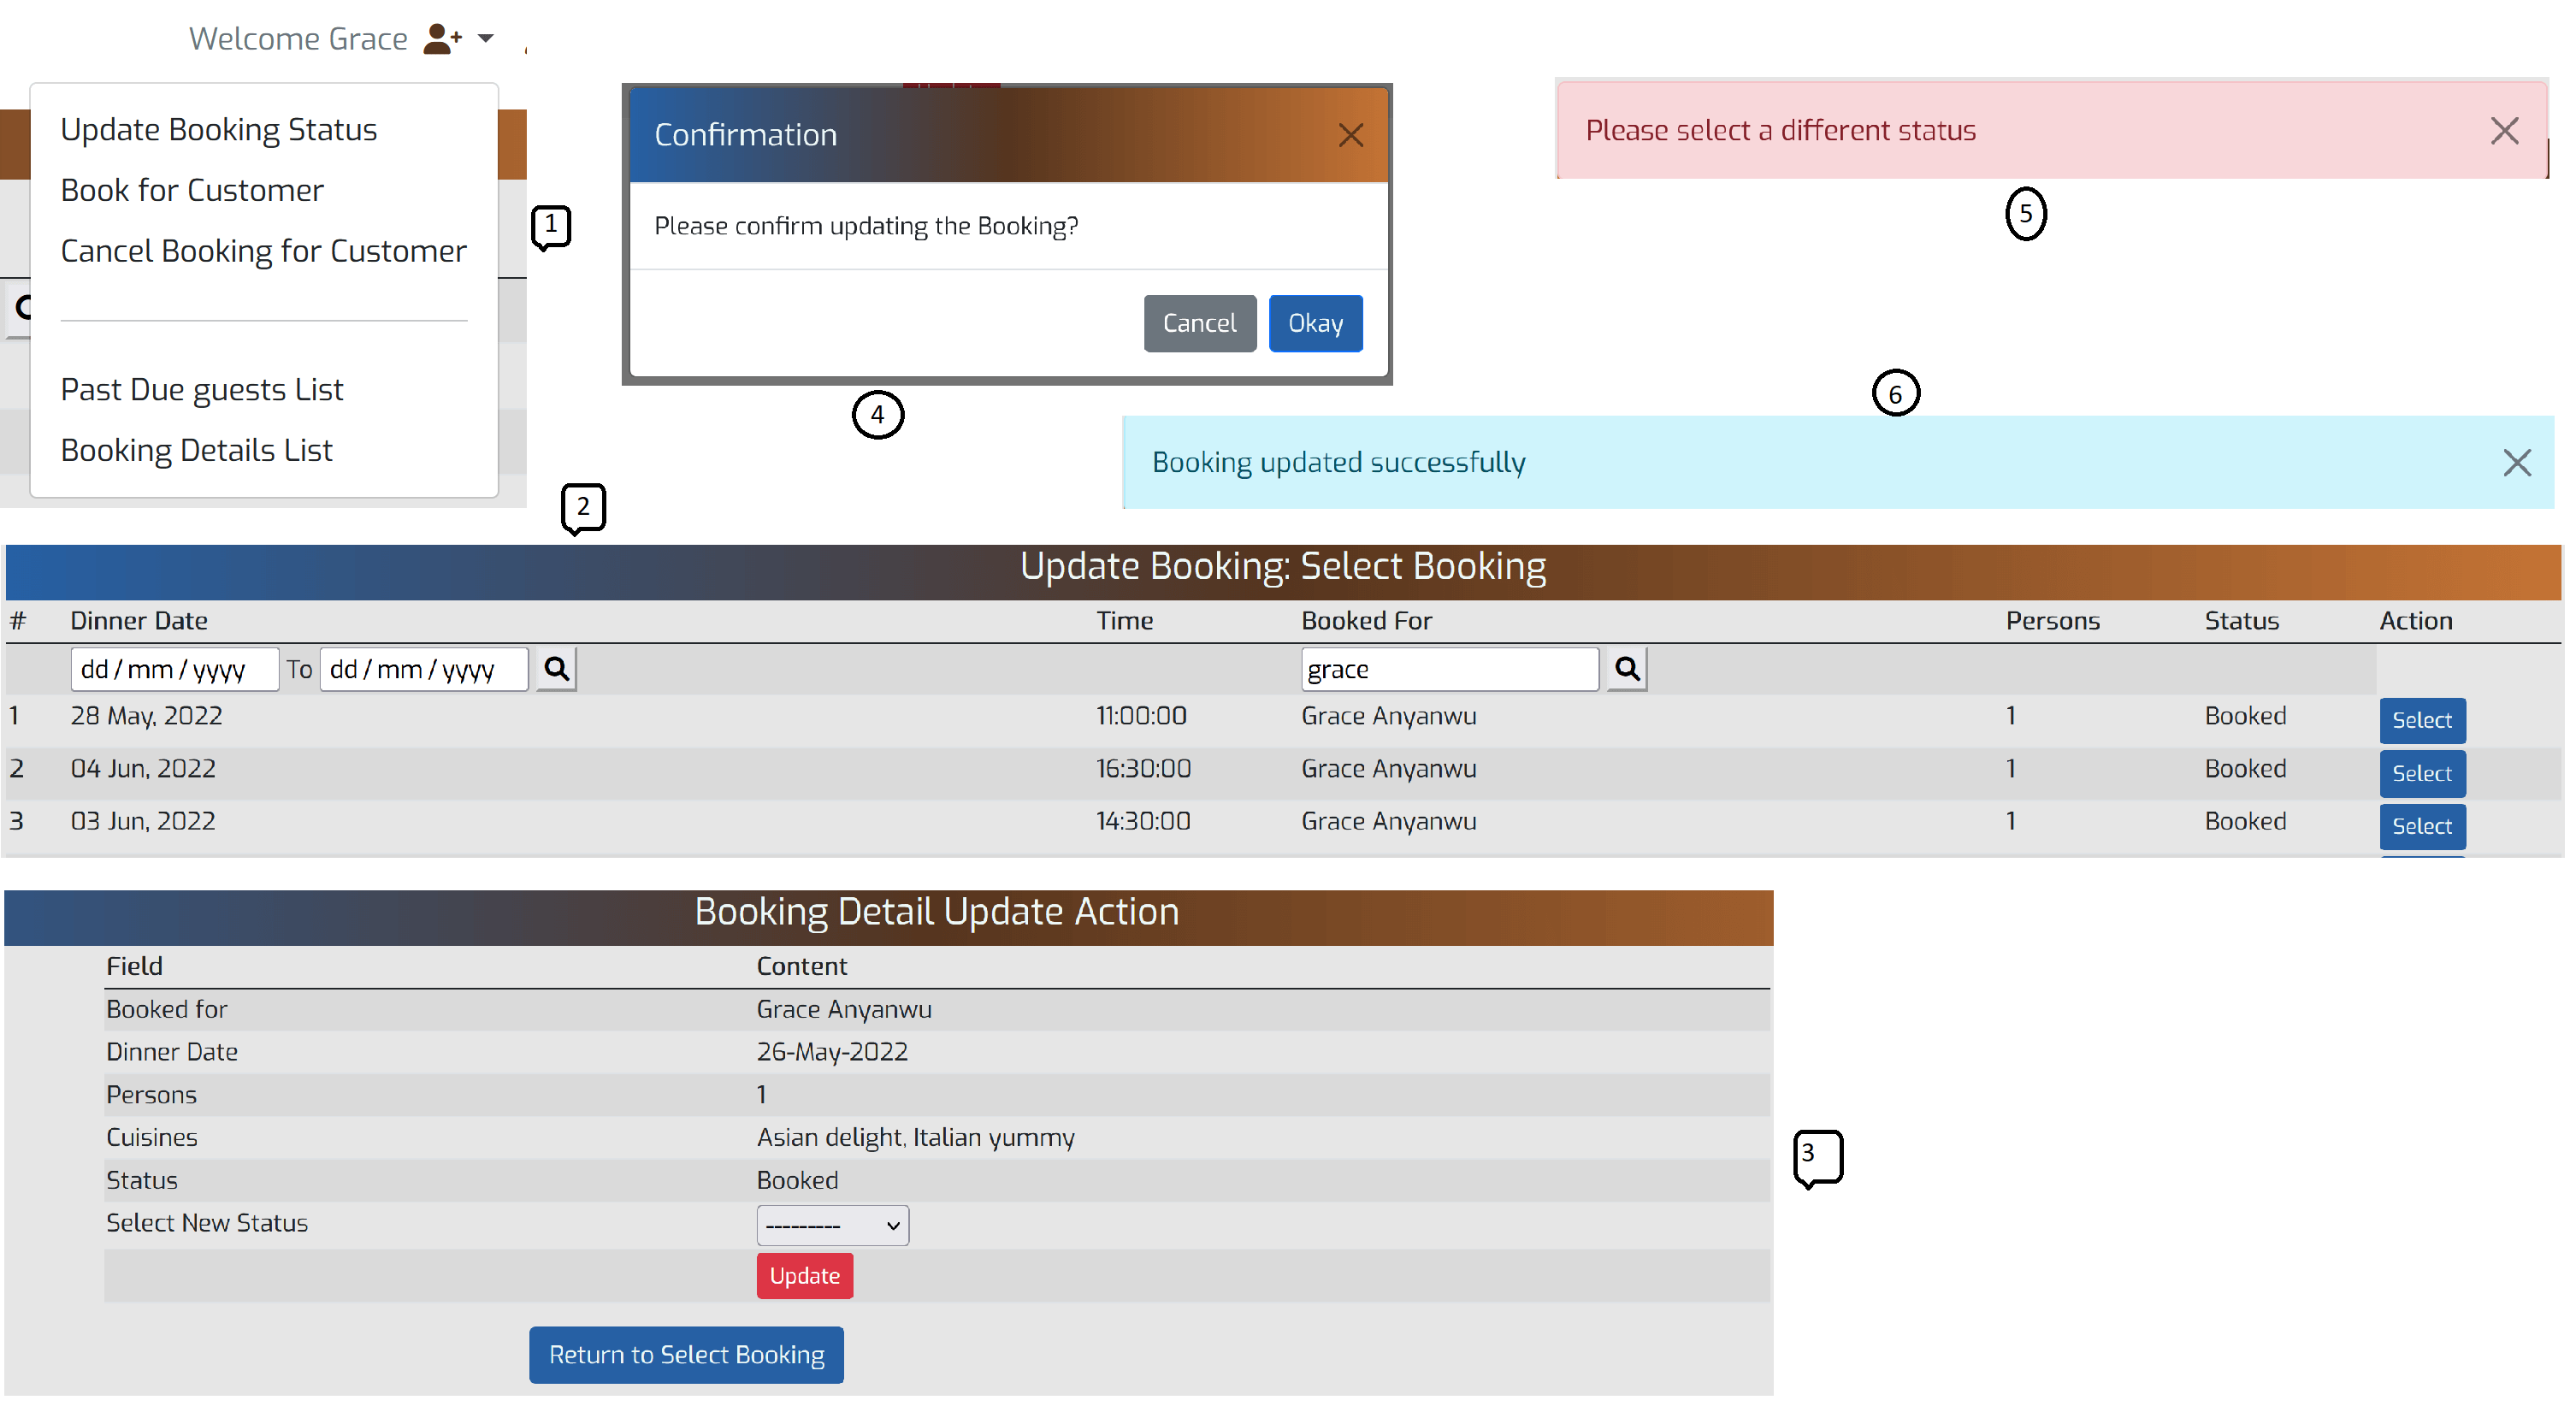 Welcome Grace
Update Booking Status
Book for Customer
Cancel Booking for Customer
Past Due guests List
Booking Details List
1
Confirmation
Please confirm updating the Booking?
Cancel Okay
4
Please select a different status
5
6
Booking updated successfully
2
Update Booking: Select Booking
# Dinner Date Time Booked For Persons Status Action
dd / mm / yyyy To dd / mm / yyyy grace
1 28 May, 2022 11:00:00 Grace Anyanwu 1 Booked Select
2 04 Jun, 2022 16:30:00 Grace Anyanwu 1 Booked Select
3 03 Jun, 2022 14:30:00 Grace Anyanwu 1 Booked Select
Booking Detail Update Action
Field Content
Booked for Grace Anyanwu
Dinner Date 26-May-2022
Persons 1
Cuisines Asian delight, Italian yummy
Status Booked
Select New Status ---------
Update
Return to Select Booking
3